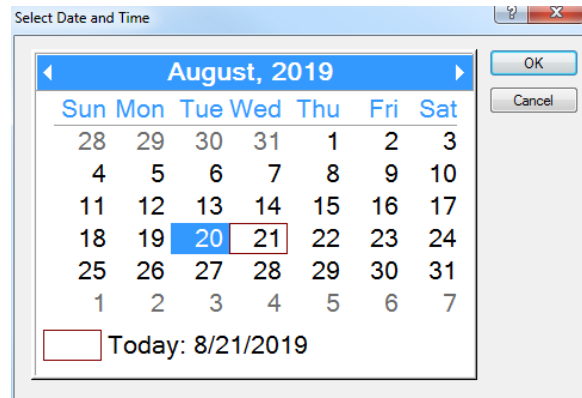 Select Date and Time
?
X
OK
August, 2019
Cancel
Sun Mon Tue Wed Thu Fri Sat
28 29 30 31 1 2 3
4 5 6 7 8 9 10
11 12 13 14 15 16 17
18 19 20 21 22 23 24
25 26 27 28 29 30 31
1 2 3 4 5 6 7
Today: 8/21/2019